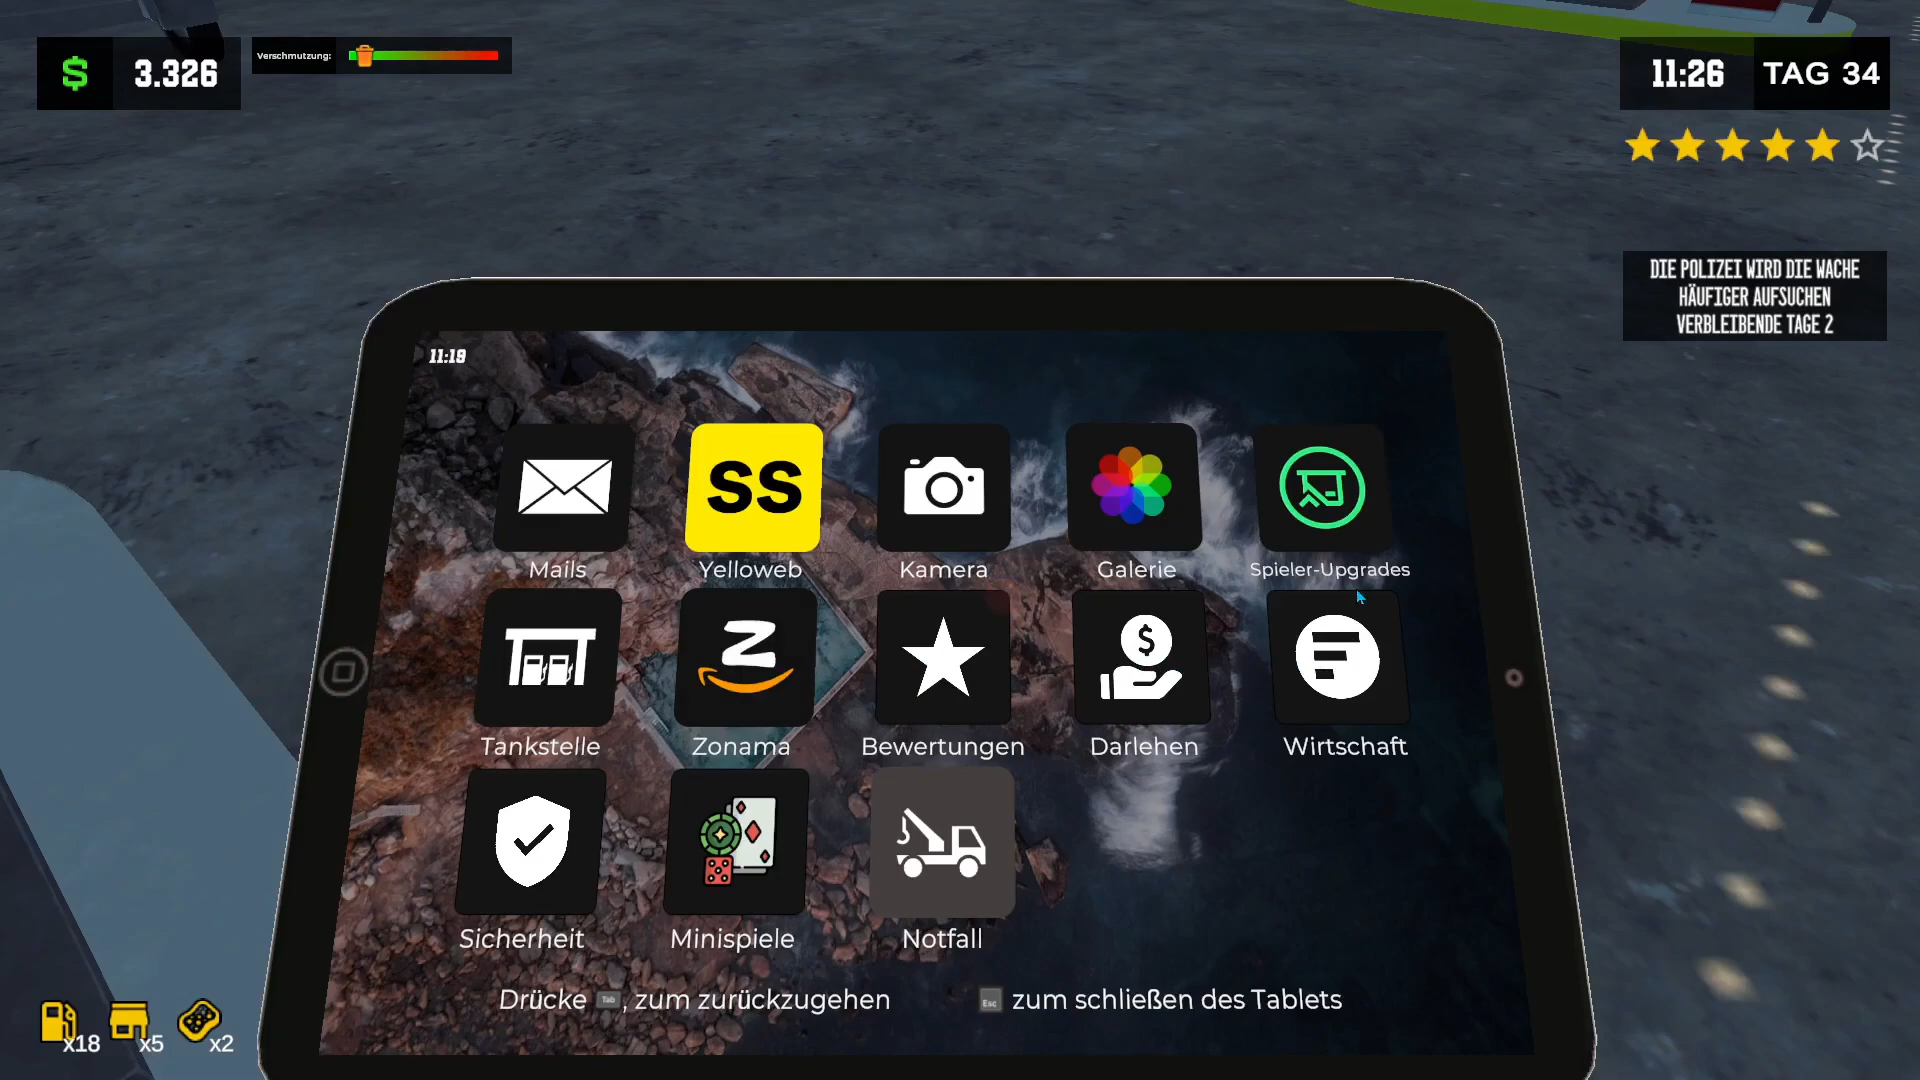 $ 3.326
Verschmutzung:
11:26 TAG 34
DIE POLIZEI WIRD DIE WACHE
HÄUFIGER AUFSUCHEN
VERBLEIBENDE TAGE 2
11:19
SS
Mails Yelloweb Kamera Galerie Spieler-Upgrades
Z
$
Tankstelle Zonama Bewertungen Darlehen Wirtschaft
Sicherheit Minispiele Notfall
Drücke Tab, zum zurückzugehen Esc zum schließen des Tablets
x18 x5 x2